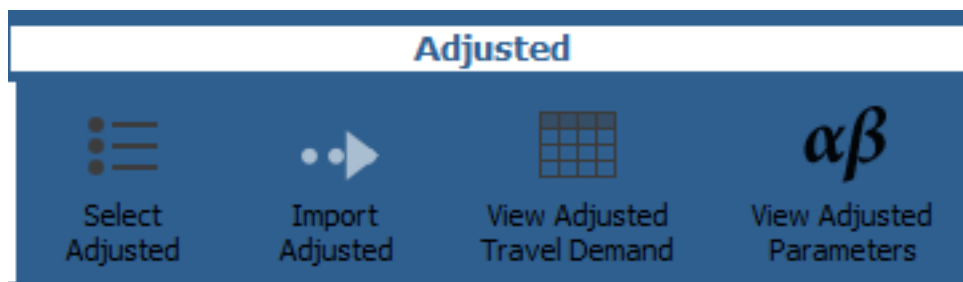 Adjusted
αβ
Select
Adjusted
Import
Adjusted
View Adjusted
Travel Demand
View Adjusted
Parameters